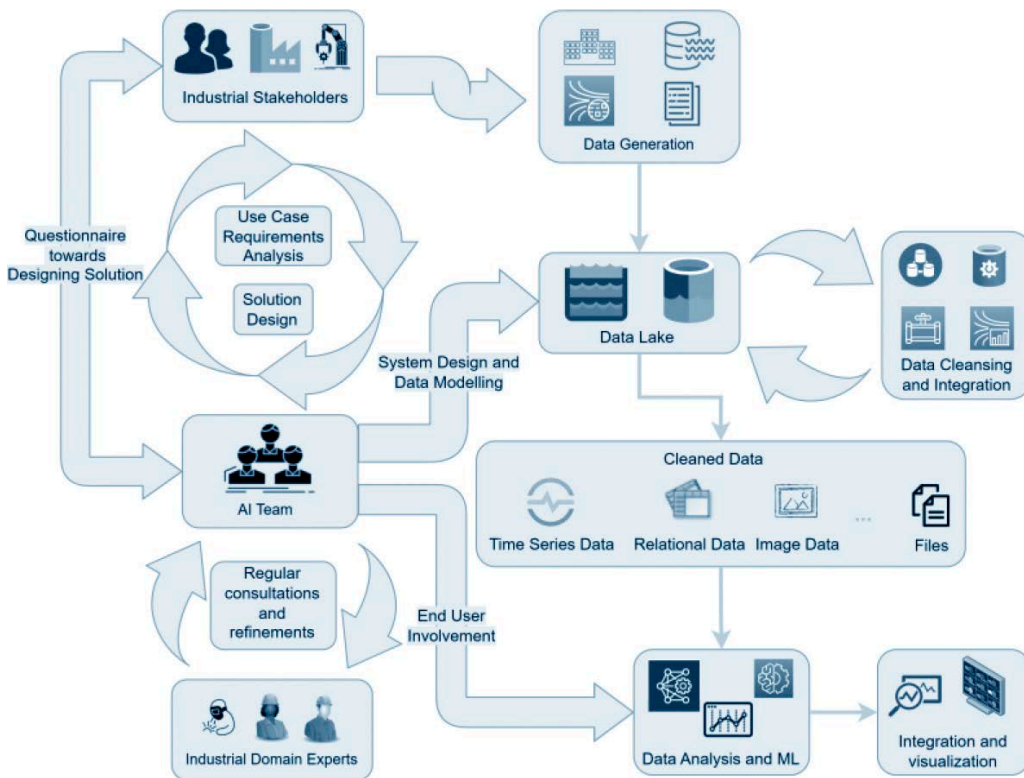 Industrial Stakeholders
Data Generation
Questionnaire
towards
Designing Solution
Use Case
Requirements
Analysis
Solution
Design
System Design and
Data Modelling
Data Lake
Data Cleansing
and Integration
AI Team
Cleaned Data
Time Series Data
Relational Data
Image Data
...
Files
Regular
consultations
and
refinements
End User
Involvement
Industrial Domain Experts
Data Analysis and ML
Integration and
visualization